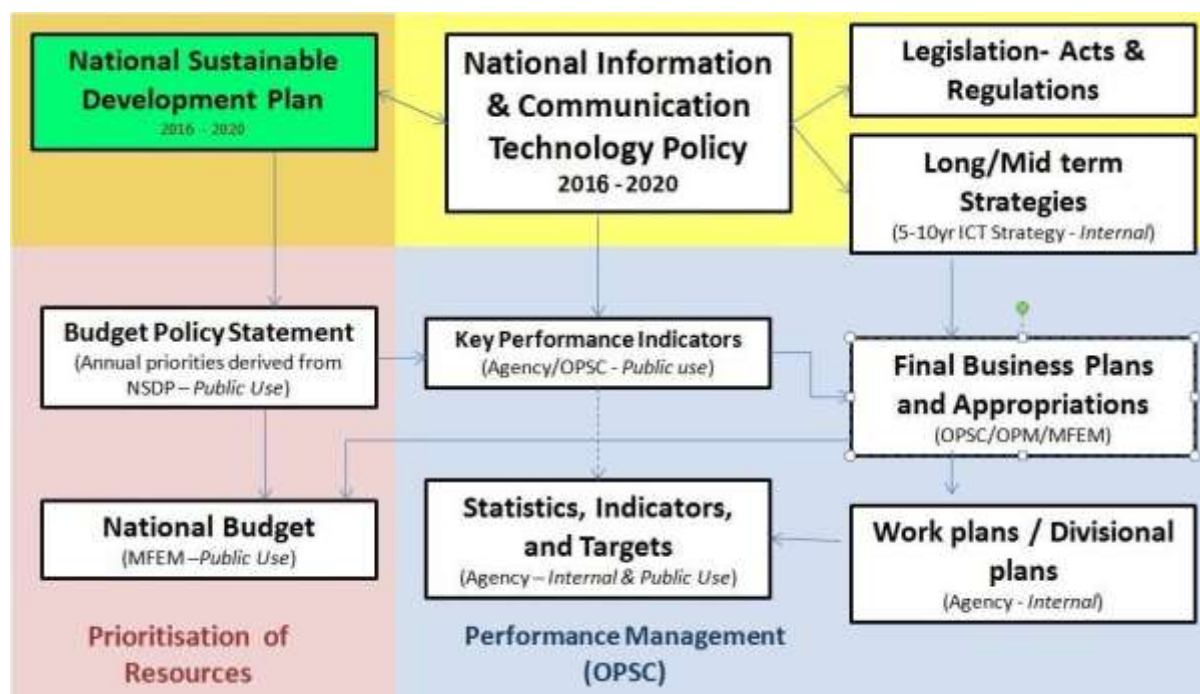 National Sustainable
Development Plan
2016 - 2020
National Information
& Communication
Technology Policy
2016 - 2020
Legislation- Acts &
Regulations
Long/Mid term
Strategies
(5-10yr ICT Strategy - Internal)
Budget Policy Statement
(Annual priorities derived from
NSDP – Public Use)
Key Performance Indicators
(Agency/OPSC - Public use)
Final Business Plans
and Appropriations
(OPSC/OPM/MFEM)
National Budget
(MFEM –Public Use)
Statistics, Indicators,
and Targets
(Agency – Internal & Public Use)
Work plans / Divisional
plans
(Agency - Internal)
Prioritisation of
Resources
Performance Management
(OPSC)